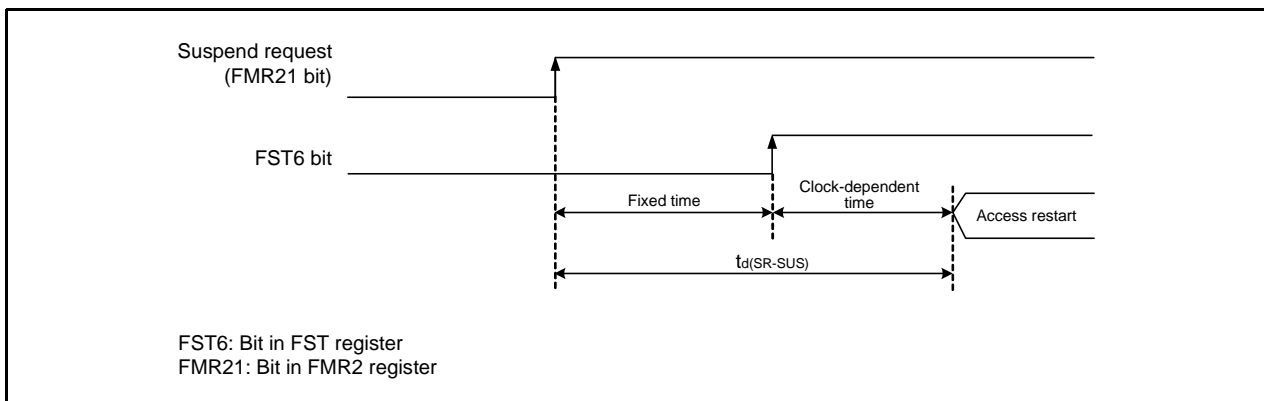 Suspend request
(FMR21 bit)
FST6 bit
Fixed time
Clock-dependent
time
Access restart
td(SR-SUS)
FST6: Bit in FST register
FMR21: Bit in FMR2 register